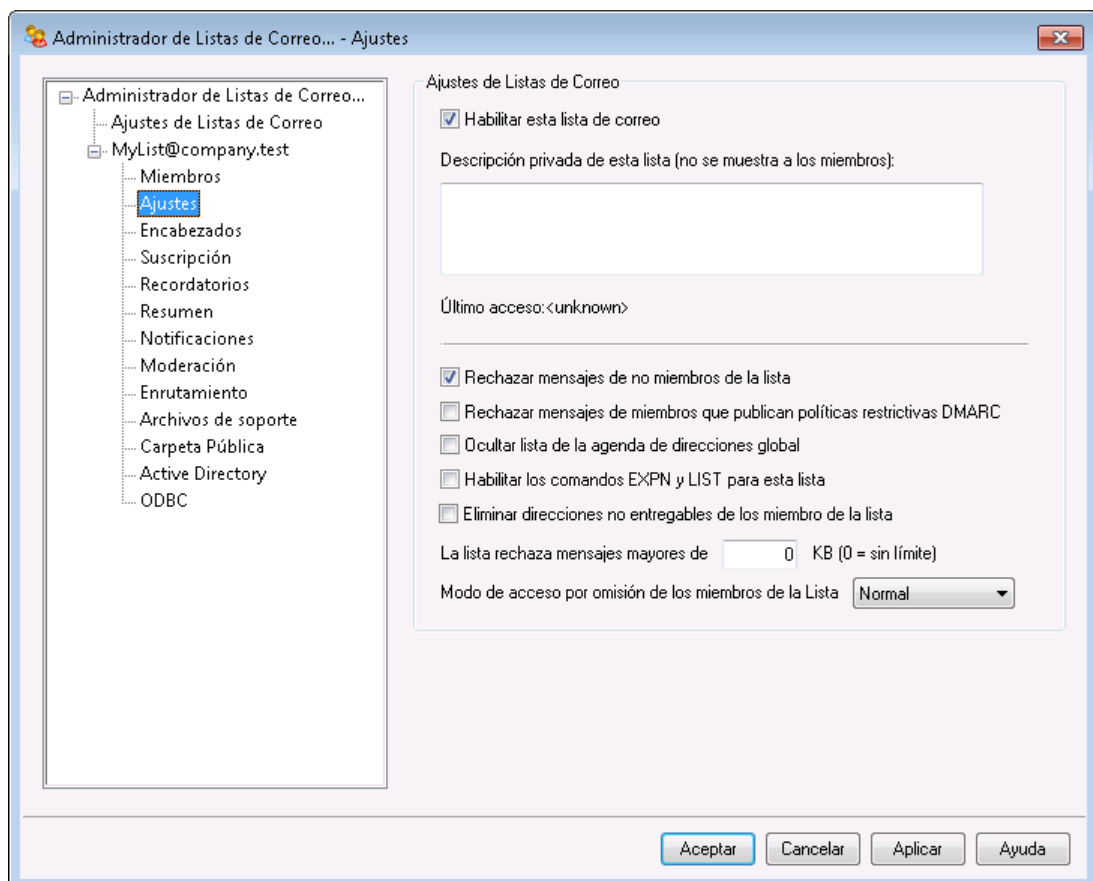 Administrador de Listas de Correo... - Ajustes
Administrador de Listas de Correo...
Ajustes de Listas de Correo
MyList@company.test
Miembros
Ajustes
Encabezados
Suscripción
Recordatorios
Resumen
Notificaciones
Moderación
Enrutamiento
Archivos de soporte
Carpeta Pública
Active Directory
ODBC
Ajustes de Listas de Correo
Habilitar esta lista de correo
Descripción privada de esta lista (no se muestra a los miembros):
Último acceso:<unknown>
Rechazar mensajes de no miembros de la lista
Rechazar mensajes de miembros que publican políticas restrictivas DMARC
Ocultar lista de la agenda de direcciones global
Habilitar los comandos EXPN y LIST para esta lista
Eliminar direcciones no entregables de los miembro de la lista
La lista rechaza mensajes mayores de 0 KB (0 = sin límite)
Modo de acceso por omisión de los miembros de la Lista Normal
Aceptar Cancelar Aplicar Ayuda